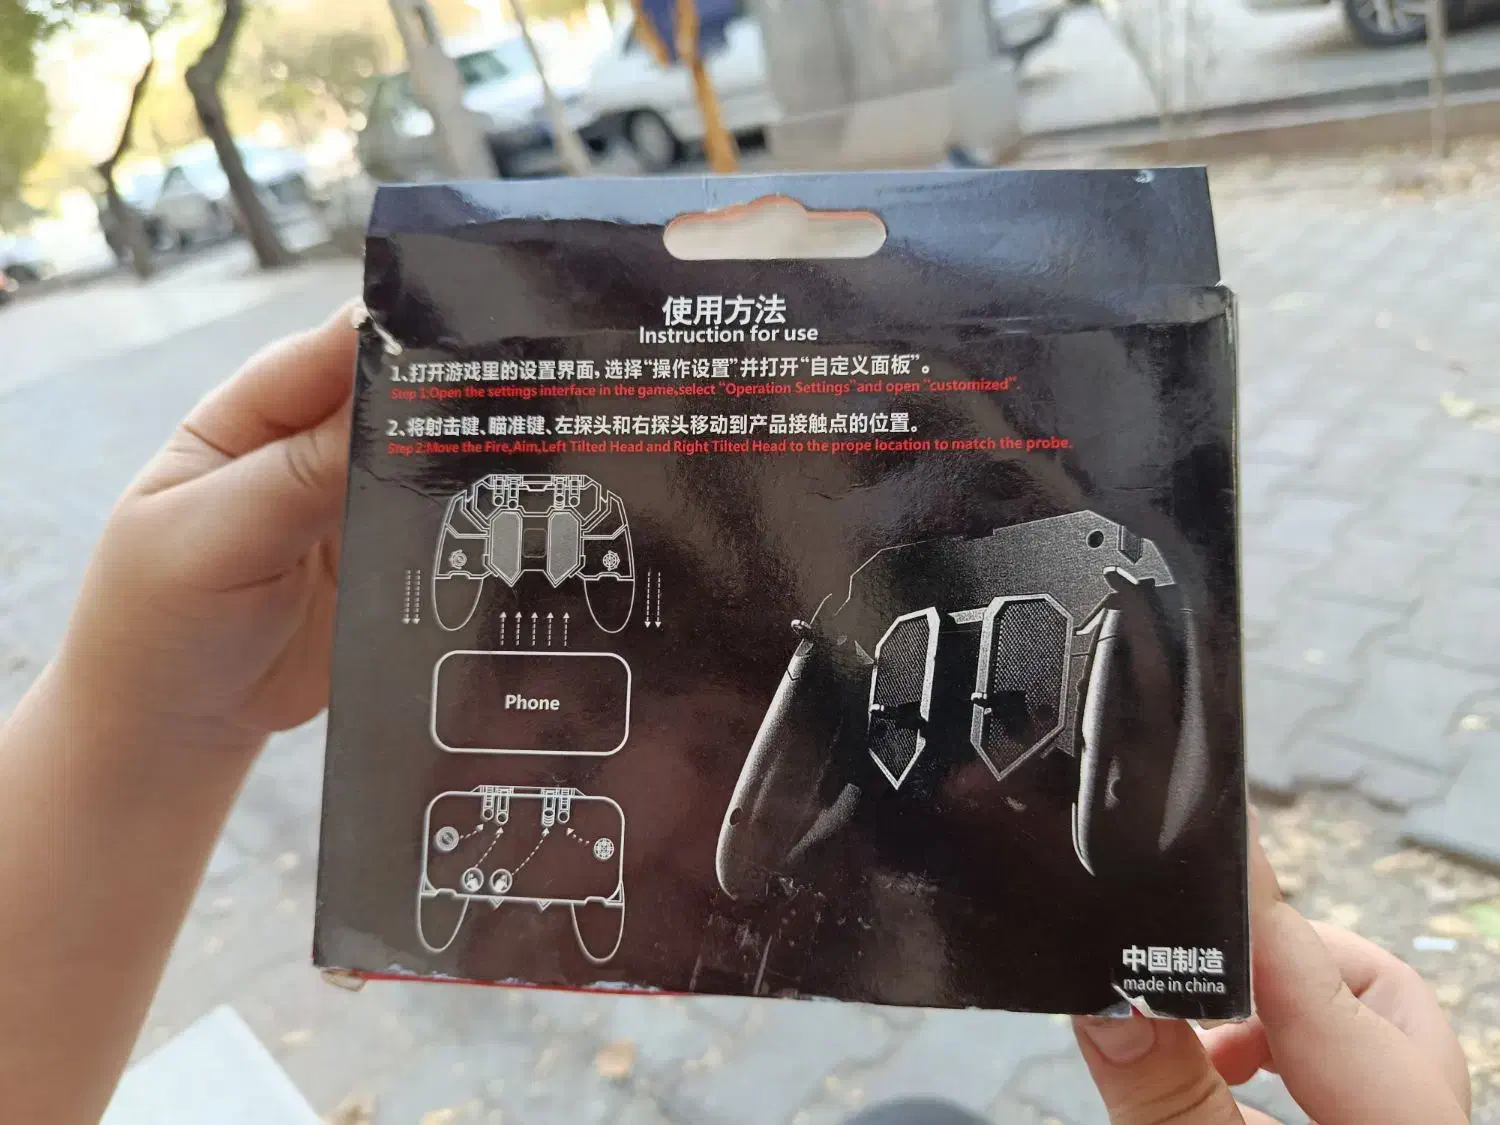 使用方法
Instruction for use
1、打开游戏里的设置界面，选择“操作设置”并打开“自定义面板”。
Step 1:Open the settings interface in the game,select "Operation Settings"and open "customized".
2、将射击键、瞄准键、左探头和右探头移动到产品接触点的位置。
Step 2:Move the Fire,Aim,Left Tilted Head and Right Tilted Head to the prope location to match the probe.
Phone
中国制造
made in china